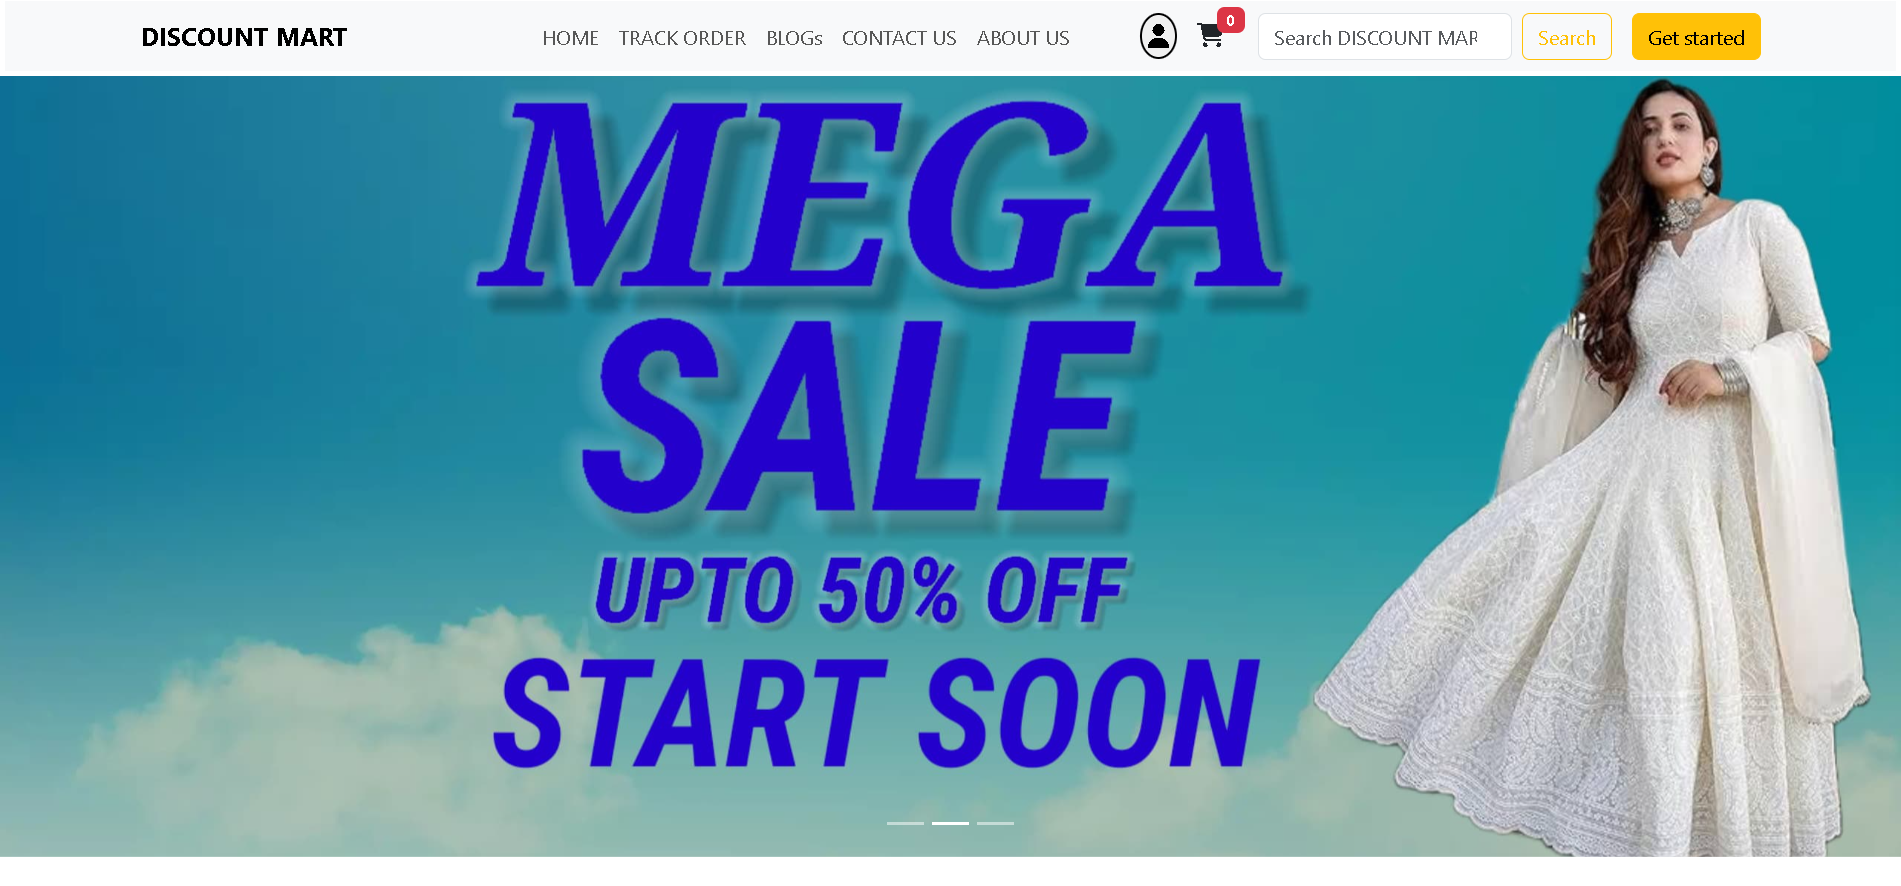 DISCOUNT MART HOME TRACK ORDER BLOGs CONTACT US ABOUT US 0 Search DISCOUNT MAR Search Get started
MEGA
SALE
UPTO 50% OFF
START SOON